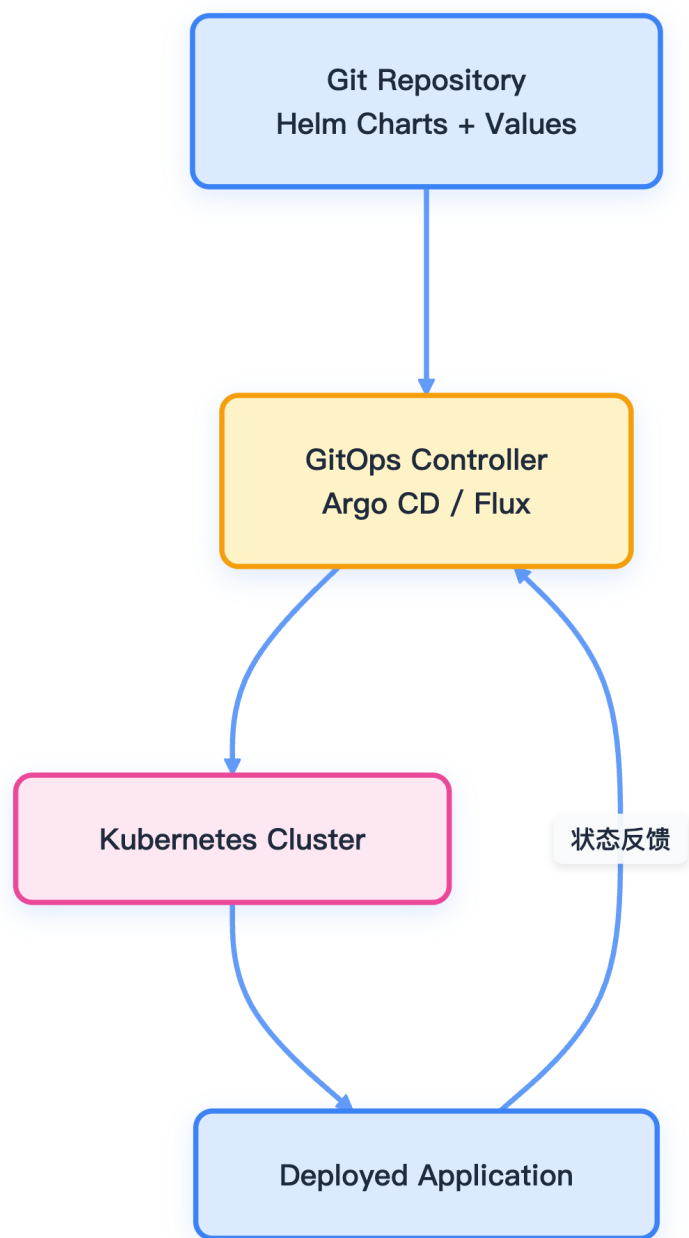 Git Repository
Helm Charts + Values
GitOps Controller
Argo CD / Flux
Kubernetes Cluster
状态反馈
Deployed Application